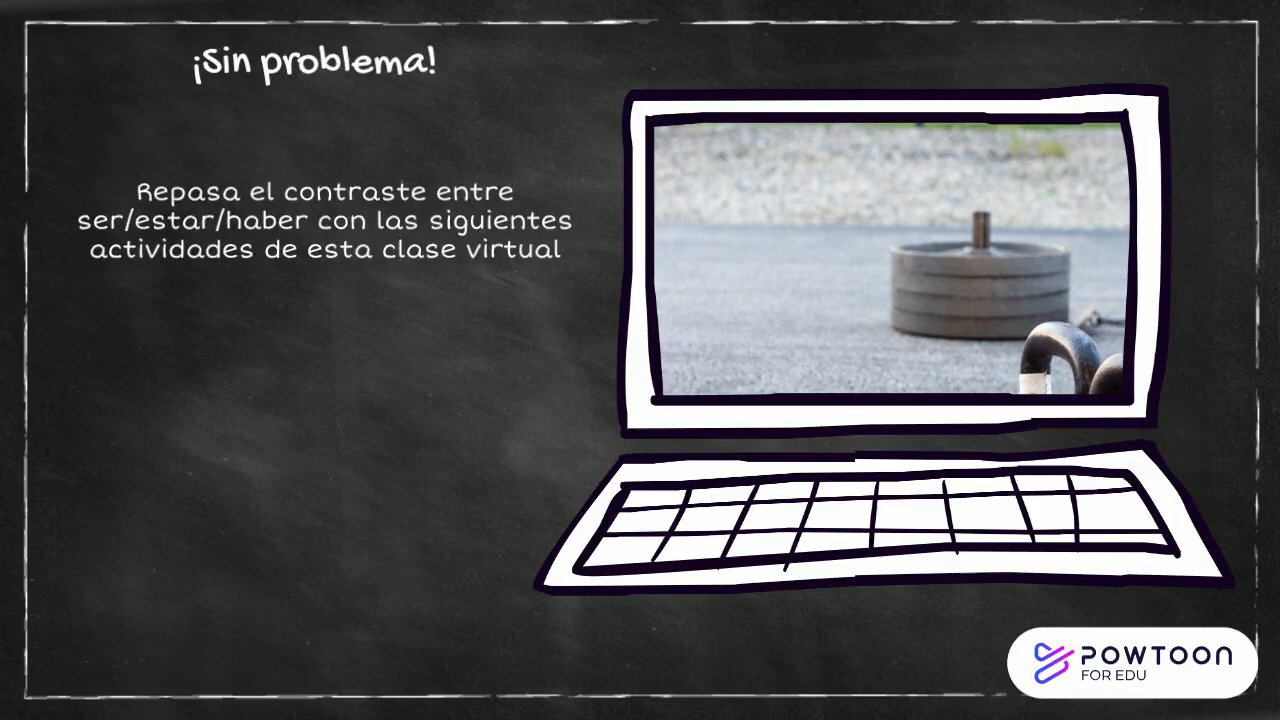 ¡Sin problema!
Repasa el contraste entre
ser/estar/haber con las siguientes
actividades de esta clase virtual
POWTOON
FOR EDU